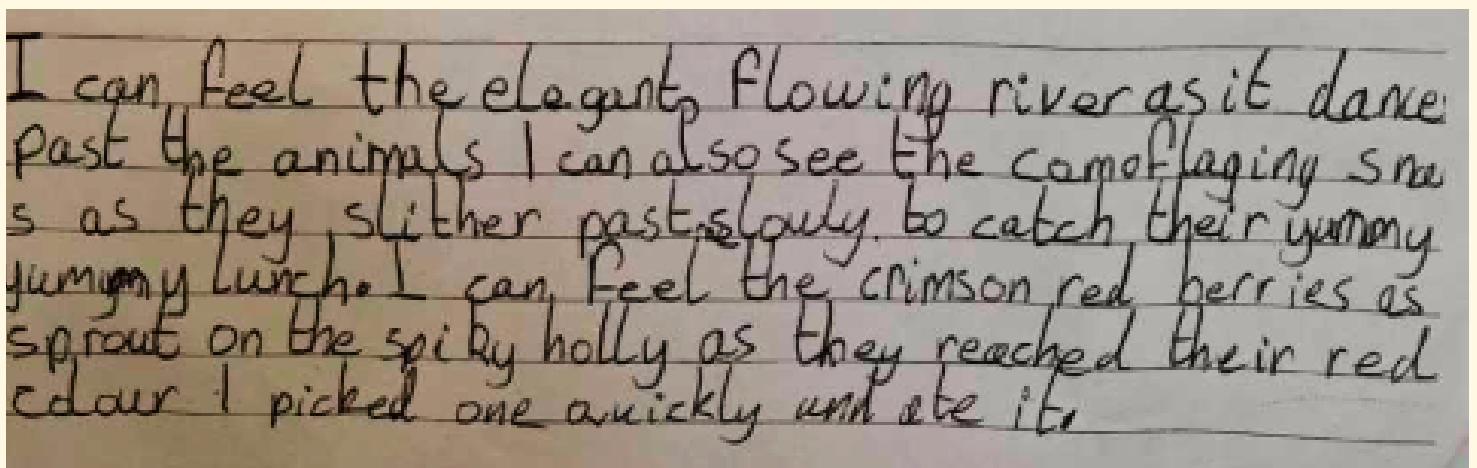 I can feel the elegant, flowing river as it dance
past the animals I can also see the camoflaging sna
s as they slither past slowly to catch their yummy
yummy lunch. I can feel the crimson red berries as
sprout on the spiky holly as they reached their red
colour I picked one quickly and ate it.